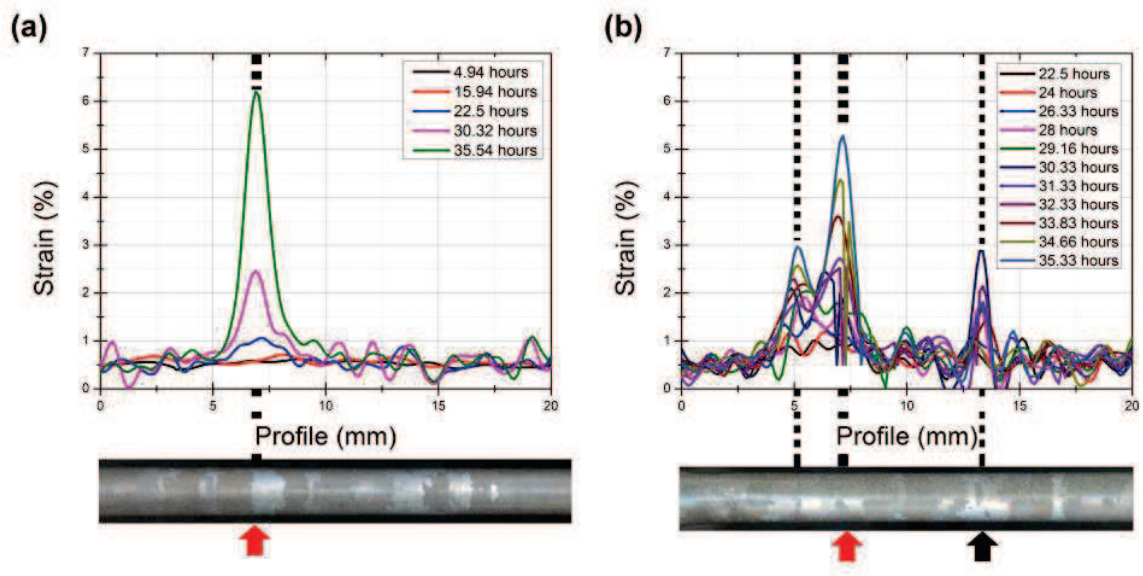 (a)
7
6
5
4
3
2
1
0
Strain (%)
4.94 hours
15.94 hours
22.5 hours
30.32 hours
35.54 hours
0 5 10 15 20
Profile (mm)
(b)
7
6
5
4
3
2
1
0
Strain (%)
22.5 hours
24 hours
26.33 hours
28 hours
29.16 hours
30.33 hours
31.33 hours
32.33 hours
33.83 hours
34.66 hours
35.33 hours
0 5 10 15 20
Profile (mm)